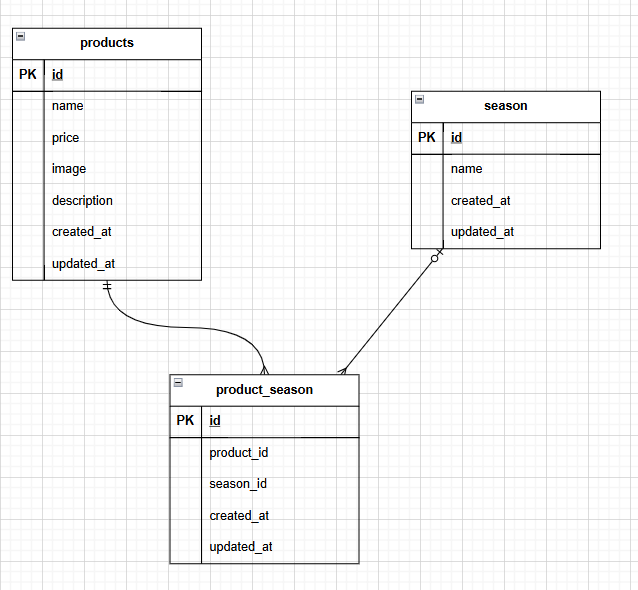 products
PK id
name
price
image
description
created_at
updated_at
season
PK id
name
created_at
updated_at
product_season
PK id
product_id
season_id
created_at
updated_at